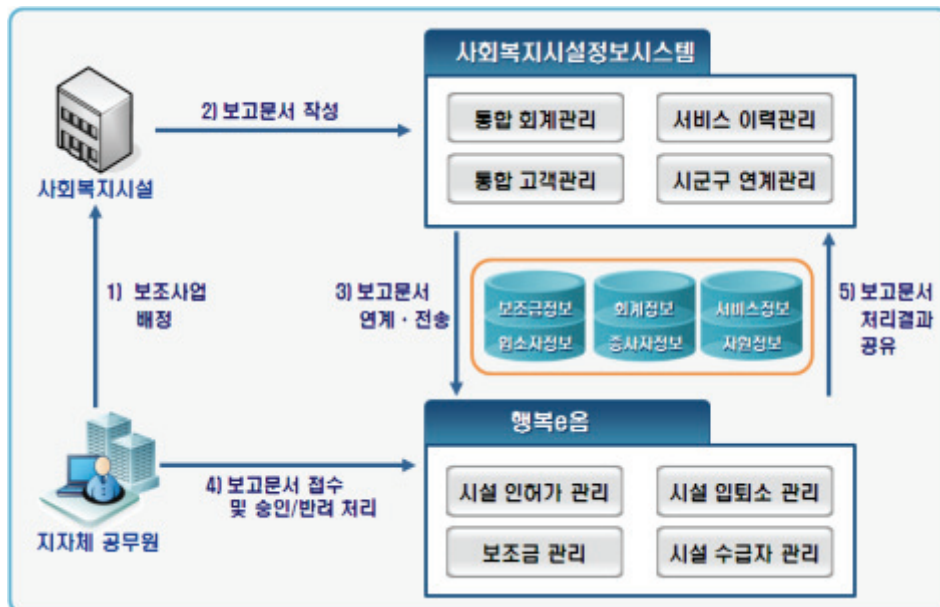 사회복지시설정보시스템
통합 회계관리
서비스 이력관리
통합 고객관리
시군구 연계관리
2) 보고문서 작성
사회복지시설
1) 보조사업
배정
3) 보고문서
연계·전송
보조금정보
입소자정보
회계정보
종사자정보
서비스정보
자원정보
5) 보고문서
처리결과
공유
행복e음
시설 인허가 관리
시설 입퇴소 관리
보조금 관리
시설 수급자 관리
4) 보고문서 접수
및 승인/반려 처리
지자체 공무원